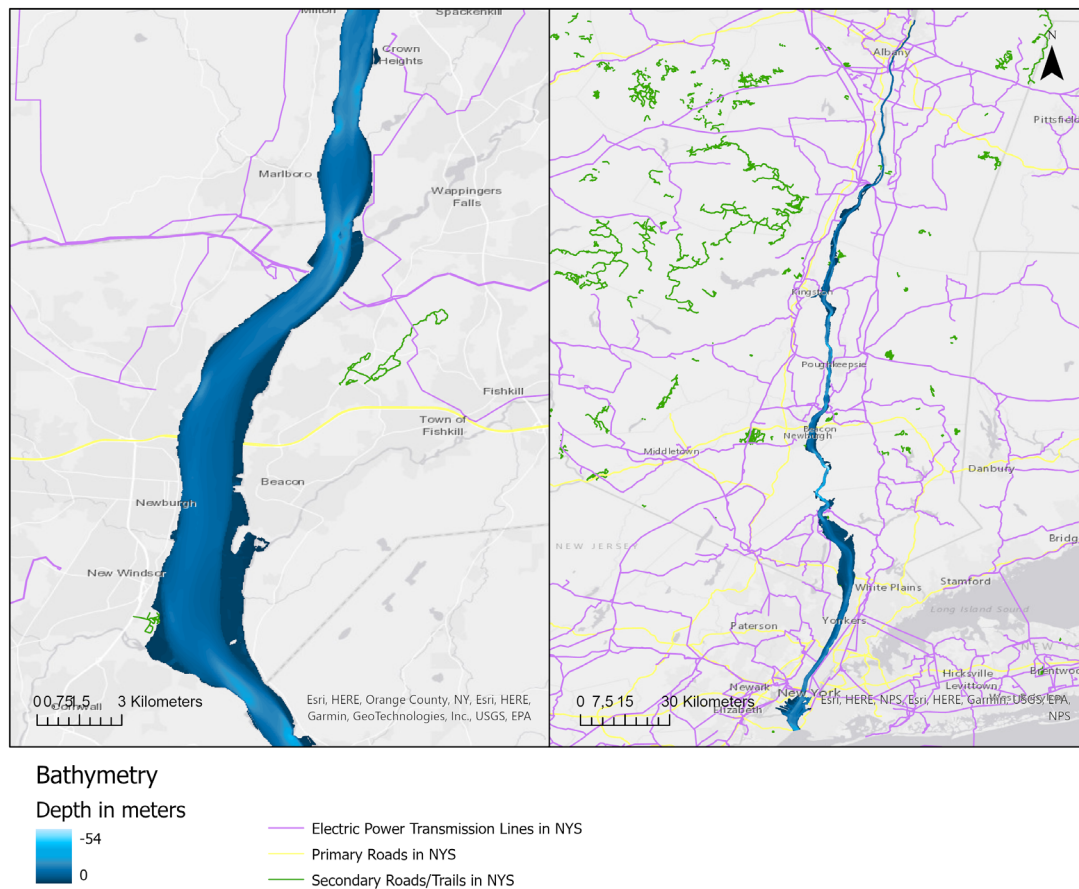 Milton
Spackenkill
Crown
Heights
Marlboro
Wappingers
Falls
Fishkill
Town of
Fishkill
Beacon
Newburgh
New Windsor
Cornwall
0 0.75 1.5 3 Kilometers
Esri, HERE, Orange County, NY, Esri, HERE,
Garmin, GeoTechnologies, Inc., USGS, EPA
N
Albany
Pittsfield
Kingston
Poughkeepsie
Beacon
Newburgh
Middletown
Danbury
NEW JERSEY
Bridg
Stamford
White Plains
Long Island Sound
Paterson
Yonkers
NEW YO
Hicksville
Brentwood
Levittown
Newark
New York
Elizabeth
0 7,5 15 30 Kilometers
Esri, HERE, NPS, Esri, HERE, Garmin, USGS, EPA,
NPS
Bathymetry
Depth in meters
-54
0
Electric Power Transmission Lines in NYS
Primary Roads in NYS
Secondary Roads/Trails in NYS